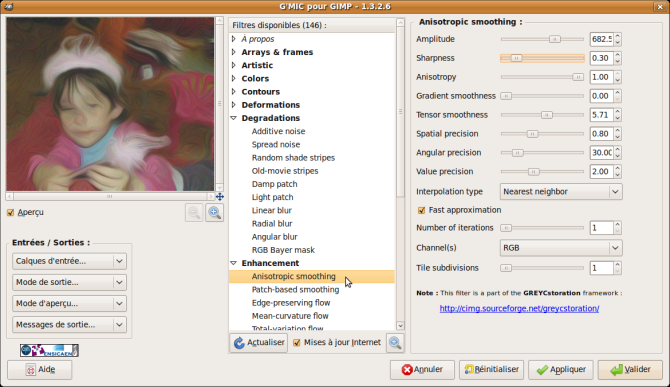 G'MIC pour GIMP - 1.3.2.6
Aperçu
Entrées / Sorties :
Calques d'entrée...
Mode de sortie...
Mode d'aperçu...
Messages de sortie...
ENSICAEN
Aide
Filtres disponibles (146) :
À propos
Arrays & frames
Artistic
Colors
Contours
Deformations
Degradations
Additive noise
Spread noise
Random shade stripes
Old-movie stripes
Damp patch
Light patch
Linear blur
Radial blur
Angular blur
RGB Bayer mask
Enhancement
Anisotropic smoothing
Patch-based smoothing
Edge-preserving flow
Mean-curvature flow
Total-variation flow
Actualiser
Mises à jour Internet
Anisotropic smoothing :
Amplitude 682.5
Sharpness 0.30
Anisotropy 1.00
Gradient smoothness 0.00
Tensor smoothness 5.71
Spatial precision 0.80
Angular precision 30.00
Value precision 2.00
Interpolation type Nearest neighbor
Fast approximation
Number of iterations 1
Channel(s) RGB
Tile subdivisions 1
Note : This filter is a part of the GREYCstoration framework :
http://cimg.sourceforge.net/greycstoration/
Annuler
Réinitialiser
Appliquer
Valider